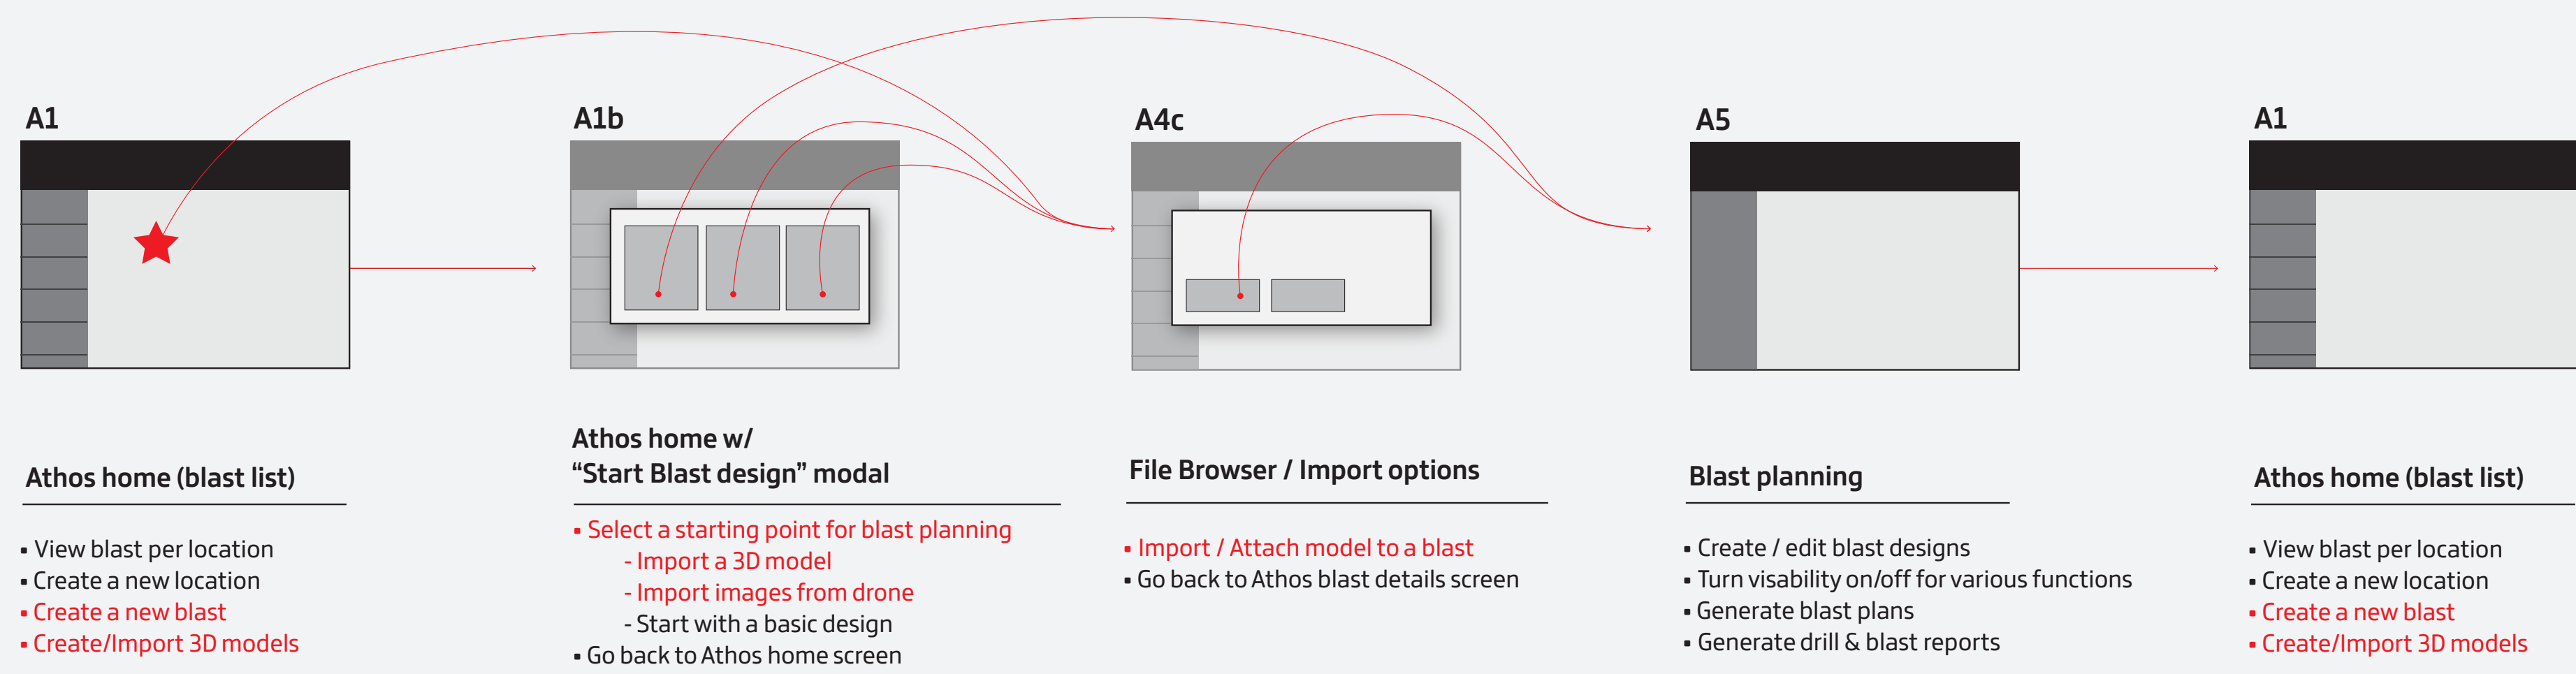 A1
A1b
A4c
A5
A1
Athos home (blast list)
▪ View blast per location
▪ Create a new location
▪ Create a new blast
▪ Create/Import 3D models
Athos home w/
“Start Blast design” modal
▪ Select a starting point for blast planning
- Import a 3D model
- Import images from drone
- Start with a basic design
▪ Go back to Athos home screen
File Browser / Import options
▪ Import / Attach model to a blast
▪ Go back to Athos blast details screen
Blast planning
▪ Create / edit blast designs
▪ Turn visability on/off for various functions
▪ Generate blast plans
▪ Generate drill & blast reports
Athos home (blast list)
▪ View blast per location
▪ Create a new location
▪ Create a new blast
▪ Create/Import 3D models